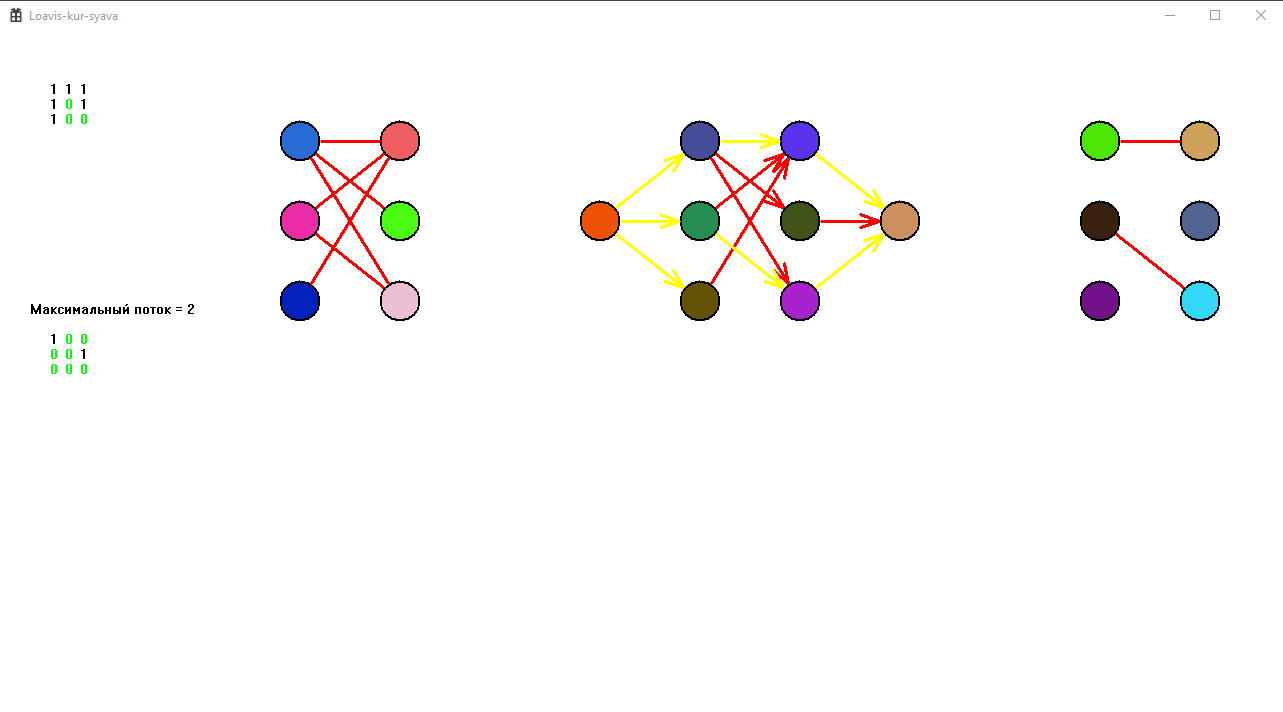 Loavis-kur-syava
1 1 1
1 0 1
1 0 0
Максимальный поток = 2
1 0 0
0 0 1
0 0 0